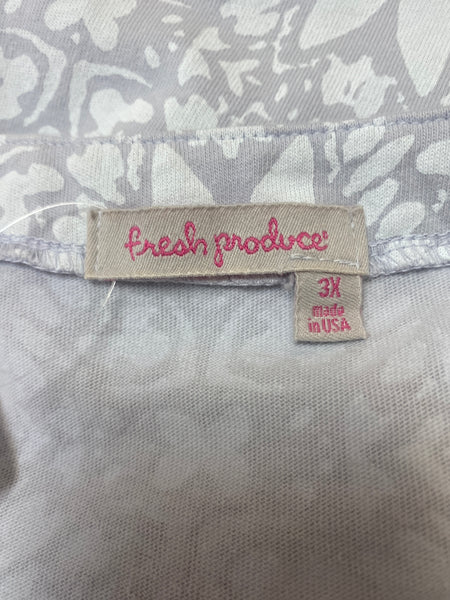 fresh produce
3X
made
in USA